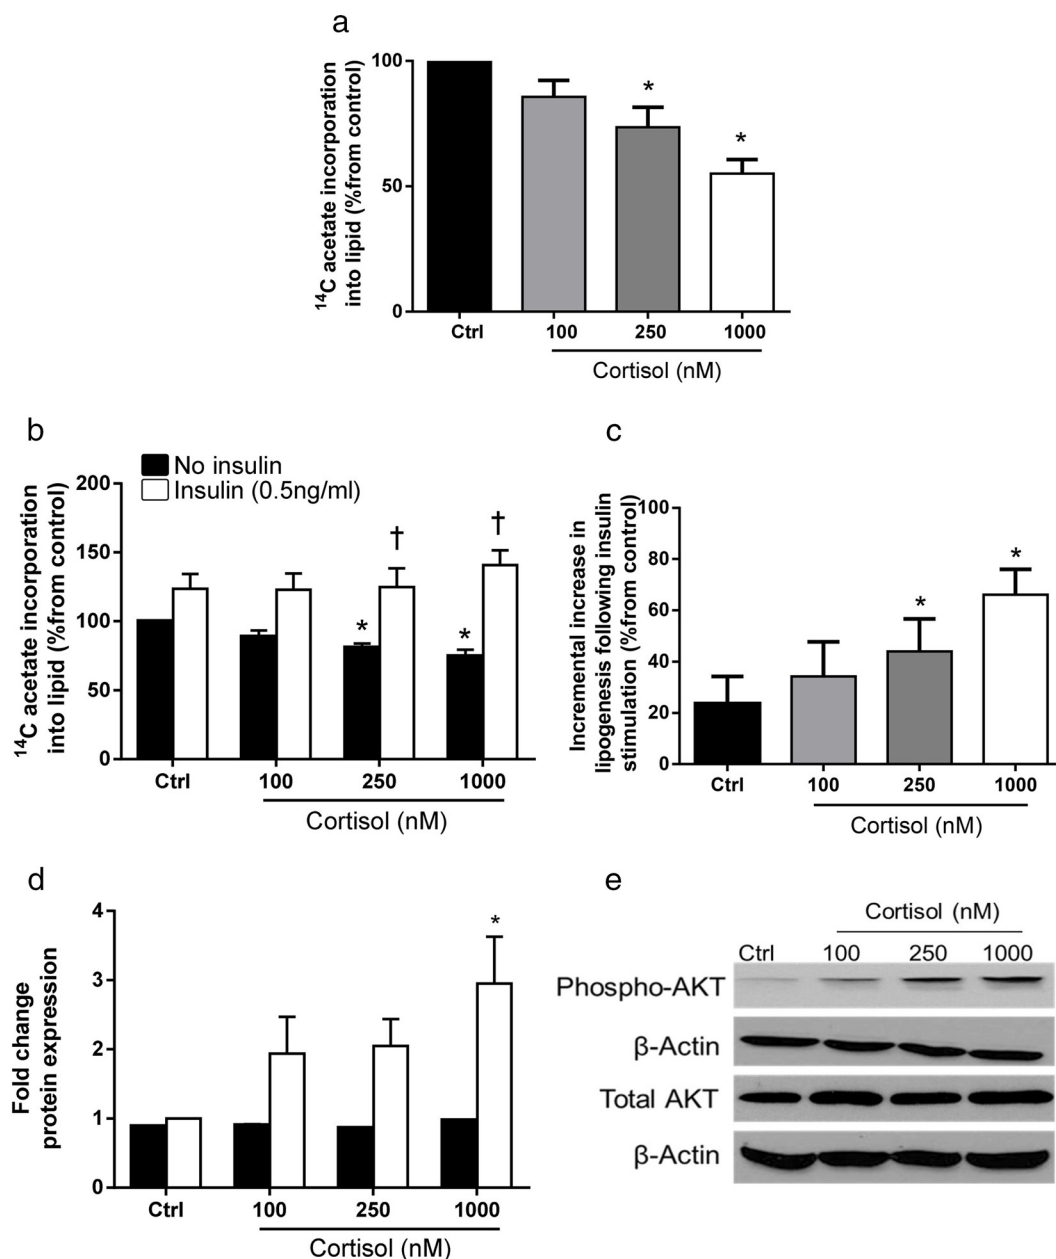 a
¹⁴C acetate incorporation
into lipid (%from control)
100
*
*
50
0
Ctrl
100
250
1000
Cortisol (nM)
b
No insulin
Insulin (0.5ng/ml)
¹⁴C acetate incorporation
into lipid (%from control)
200
150
100
50
0
†
†
*
*
Ctrl
100
250
1000
Cortisol (nM)
c
Incremental increase in
lipogenesis following insulin
stimulation (%from control)
100
80
60
40
20
0
*
*
Ctrl
100
250
1000
Cortisol (nM)
d
Fold change
protein expression
4
3
2
1
0
*
Ctrl
100
250
1000
Cortisol (nM)
e
Cortisol (nM)
Ctrl
100
250
1000
Phospho-AKT
β-Actin
Total AKT
β-Actin